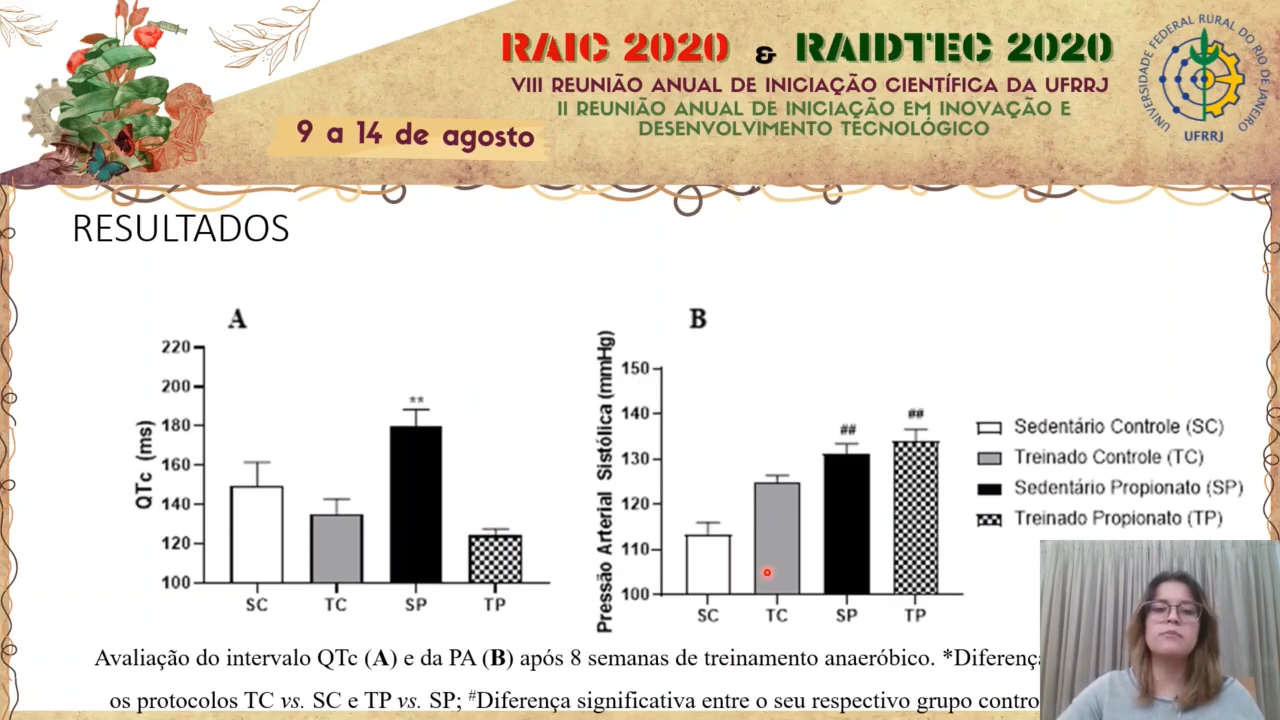 RAIC 2020 & RAIDTEC 2020
VIII REUNIÃO ANUAL DE INICIAÇÃO CIENTÍFICA DA UFRRJ
II REUNIÃO ANUAL DE INICIAÇÃO EM INOVAÇÃO E
DESENVOLVIMENTO TECNOLÓGICO
9 a 14 de agosto
UNIVERSIDADE FEDERAL RURAL DO RIO DE JANEIRO
UFRRJ
RESULTADOS
A
QTc (ms)
220
200
180
160
140
120
100
**
SC TC SP TP
B
Pressão Arterial Sistólica (mmHg)
150
140
130
120
110
100
## ##
SC TC SP TP
Sedentário Controle (SC)
Treinado Controle (TC)
Sedentário Propionato (SP)
Treinado Propionato (TP)
Avaliação do intervalo QTc (A) e da PA (B) após 8 semanas de treinamento anaeróbico.
os protocolos TC vs. SC e TP vs. SP; #Diferença significativa entre o seu respectivo grupo